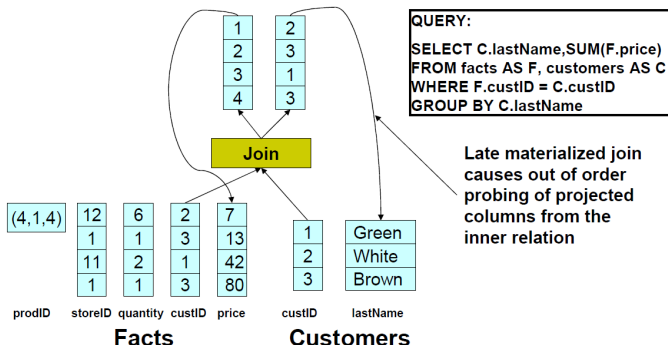 1 2
2 3
3 1
4 3
QUERY:
SELECT C.lastName,SUM(F.price)
FROM facts AS F, customers AS C
WHERE F.custID = C.custID
GROUP BY C.lastName
Join
Late materialized join
causes out of order
probing of projected
columns from the
inner relation
(4,1,4) 12 6 2 7
1 1 3 13
11 2 1 42
1 1 3 80
1 Green
2 White
3 Brown
prodID storeID quantity custID price custID lastName
Facts Customers